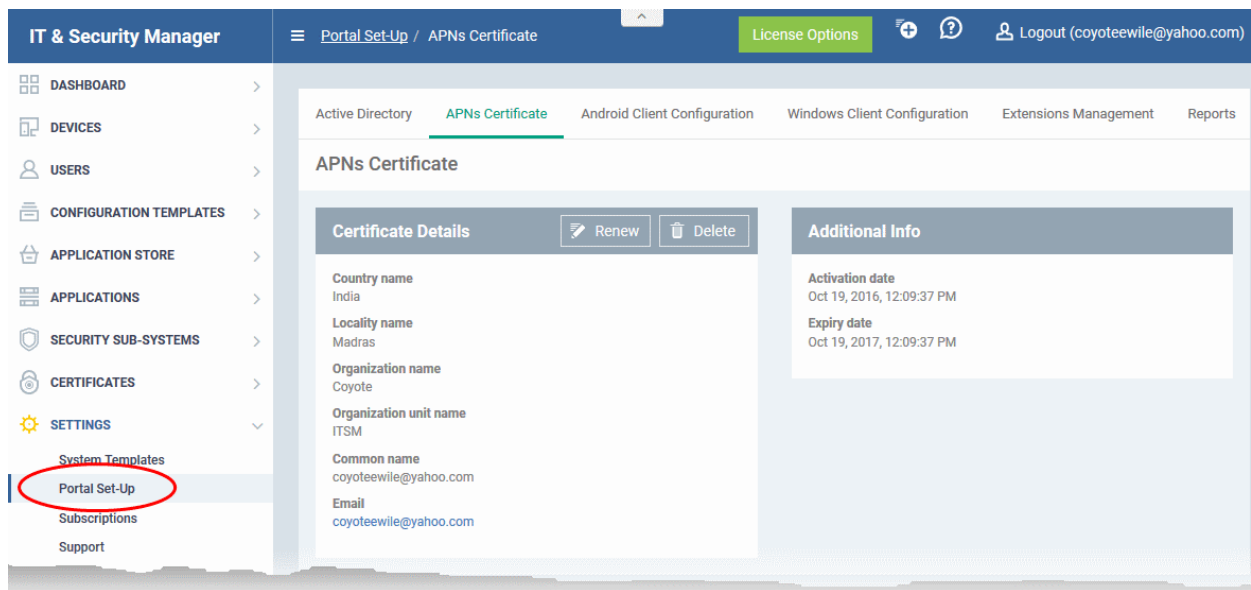 IT & Security Manager
Portal Set-Up / APNs Certificate
License Options
Logout (coyoteewile@yahoo.com)
DASHBOARD
DEVICES
USERS
CONFIGURATION TEMPLATES
APPLICATION STORE
APPLICATIONS
SECURITY SUB-SYSTEMS
CERTIFICATES
SETTINGS
System Templates
Portal Set-Up
Subscriptions
Support
Active Directory APNs Certificate Android Client Configuration Windows Client Configuration Extensions Management Reports
APNs Certificate
Certificate Details Renew Delete
Country name
India
Locality name
Madras
Organization name
Coyote
Organization unit name
ITSM
Common name
coyoteewile@yahoo.com
Email
coyoteewile@yahoo.com
Additional Info
Activation date
Oct 19, 2016, 12:09:37 PM
Expiry date
Oct 19, 2017, 12:09:37 PM